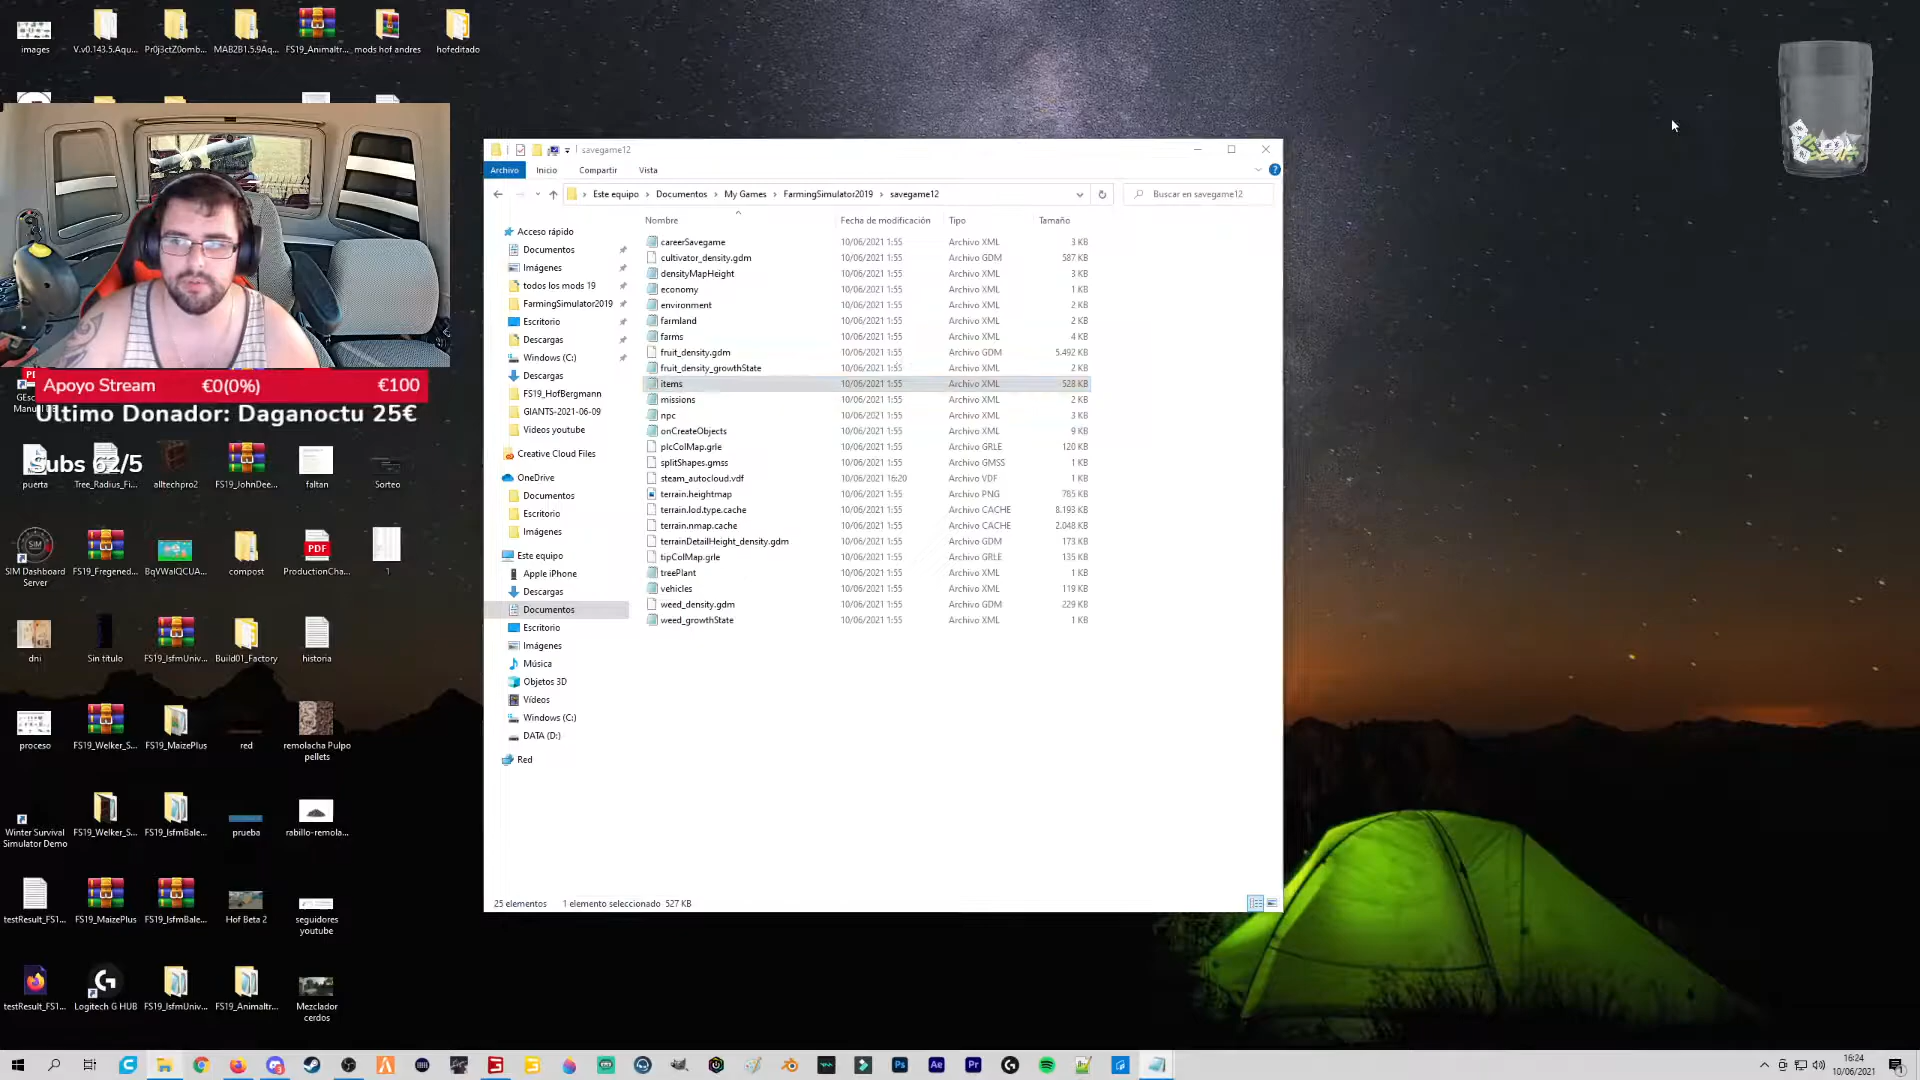 images
V.v0.143.5.Aqu...
Pr0j3ctZ0omb...
MAB2B1.5.9Aq...
FS19_Animaltr...
mods hof andres
hofeditado
Apoyo Stream €0(0%) €100
Ultimo Donador: Daganoctu 25€
Subs 62/5
puerta
Tree_Radius_Fi...
alltechpro2
FS19_JohnDee...
faltan
Sorteo
SIM Dashboard Server
FS19_Fregened...
BqVWaIQCUA...
compost
ProductionCha...
1
dni
Sin título
FS19_IsfmUniv...
Build01_Factory
historia
proceso
FS19_Welker_S...
FS19_MaizePlus
red
remolacha Pulpo pellets
Winter Survival Simulator Demo
FS19_Welker_S...
FS19_IsfmBale...
prueba
rabillo-remola...
testResult_FS1...
FS19_MaizePlus
FS19_IsfmBale...
Hof Beta 2
seguidores youtube
testResult_FS1...
Logitech G HUB
FS19_IsfmUniv...
FS19_Animaltr...
Mezclador cerdos
savegame12
Archivo Inicio Compartir Vista
Este equipo > Documentos > My Games > FarmingSimulator2019 > savegame12
Buscar en savegame12
Acceso rápido
Documentos
Imágenes
todos los mods 19
FarmingSimulator2019
Escritorio
Descargas
Windows (C:)
Descargas
FS19_HofBergmann
GIANTS-2021-06-09
Videos youtube
Creative Cloud Files
OneDrive
Documentos
Escritorio
Imágenes
Este equipo
Apple iPhone
Descargas
Documentos
Escritorio
Imágenes
Música
Objetos 3D
Vídeos
Windows (C:)
DATA (D:)
Red
Nombre Fecha de modificación Tipo Tamaño
careerSavegame 10/06/2021 1:55 Archivo XML 3 KB
cultivator_density.gdm 10/06/2021 1:55 Archivo GDM 587 KB
densityMapHeight 10/06/2021 1:55 Archivo XML 3 KB
economy 10/06/2021 1:55 Archivo XML 1 KB
environment 10/06/2021 1:55 Archivo XML 2 KB
farmland 10/06/2021 1:55 Archivo XML 2 KB
farms 10/06/2021 1:55 Archivo XML 4 KB
fruit_density.gdm 10/06/2021 1:55 Archivo GDM 5.492 KB
fruit_density_growthState 10/06/2021 1:55 Archivo XML 2 KB
items 10/06/2021 1:55 Archivo XML 528 KB
missions 10/06/2021 1:55 Archivo XML 2 KB
npc 10/06/2021 1:55 Archivo XML 3 KB
onCreateObjects 10/06/2021 1:55 Archivo XML 9 KB
plcColMap.grle 10/06/2021 1:55 Archivo GRLE 120 KB
splitShapes.gmss 10/06/2021 1:55 Archivo GMSS 1 KB
steam_autocloud.vdf 10/06/2021 16:20 Archivo VDF 1 KB
terrain.heightmap 10/06/2021 1:55 Archivo PNG 765 KB
terrain.lod.type.cache 10/06/2021 1:55 Archivo CACHE 8.193 KB
terrain.nmap.cache 10/06/2021 1:55 Archivo CACHE 2.048 KB
terrainDetailHeight_density.gdm 10/06/2021 1:55 Archivo GDM 173 KB
tipColMap.grle 10/06/2021 1:55 Archivo GRLE 135 KB
treePlant 10/06/2021 1:55 Archivo XML 1 KB
vehicles 10/06/2021 1:55 Archivo XML 119 KB
weed_density.gdm 10/06/2021 1:55 Archivo GDM 229 KB
weed_growthState 10/06/2021 1:55 Archivo XML 1 KB
25 elementos 1 elemento seleccionado 527 KB
16:24
10/06/2021